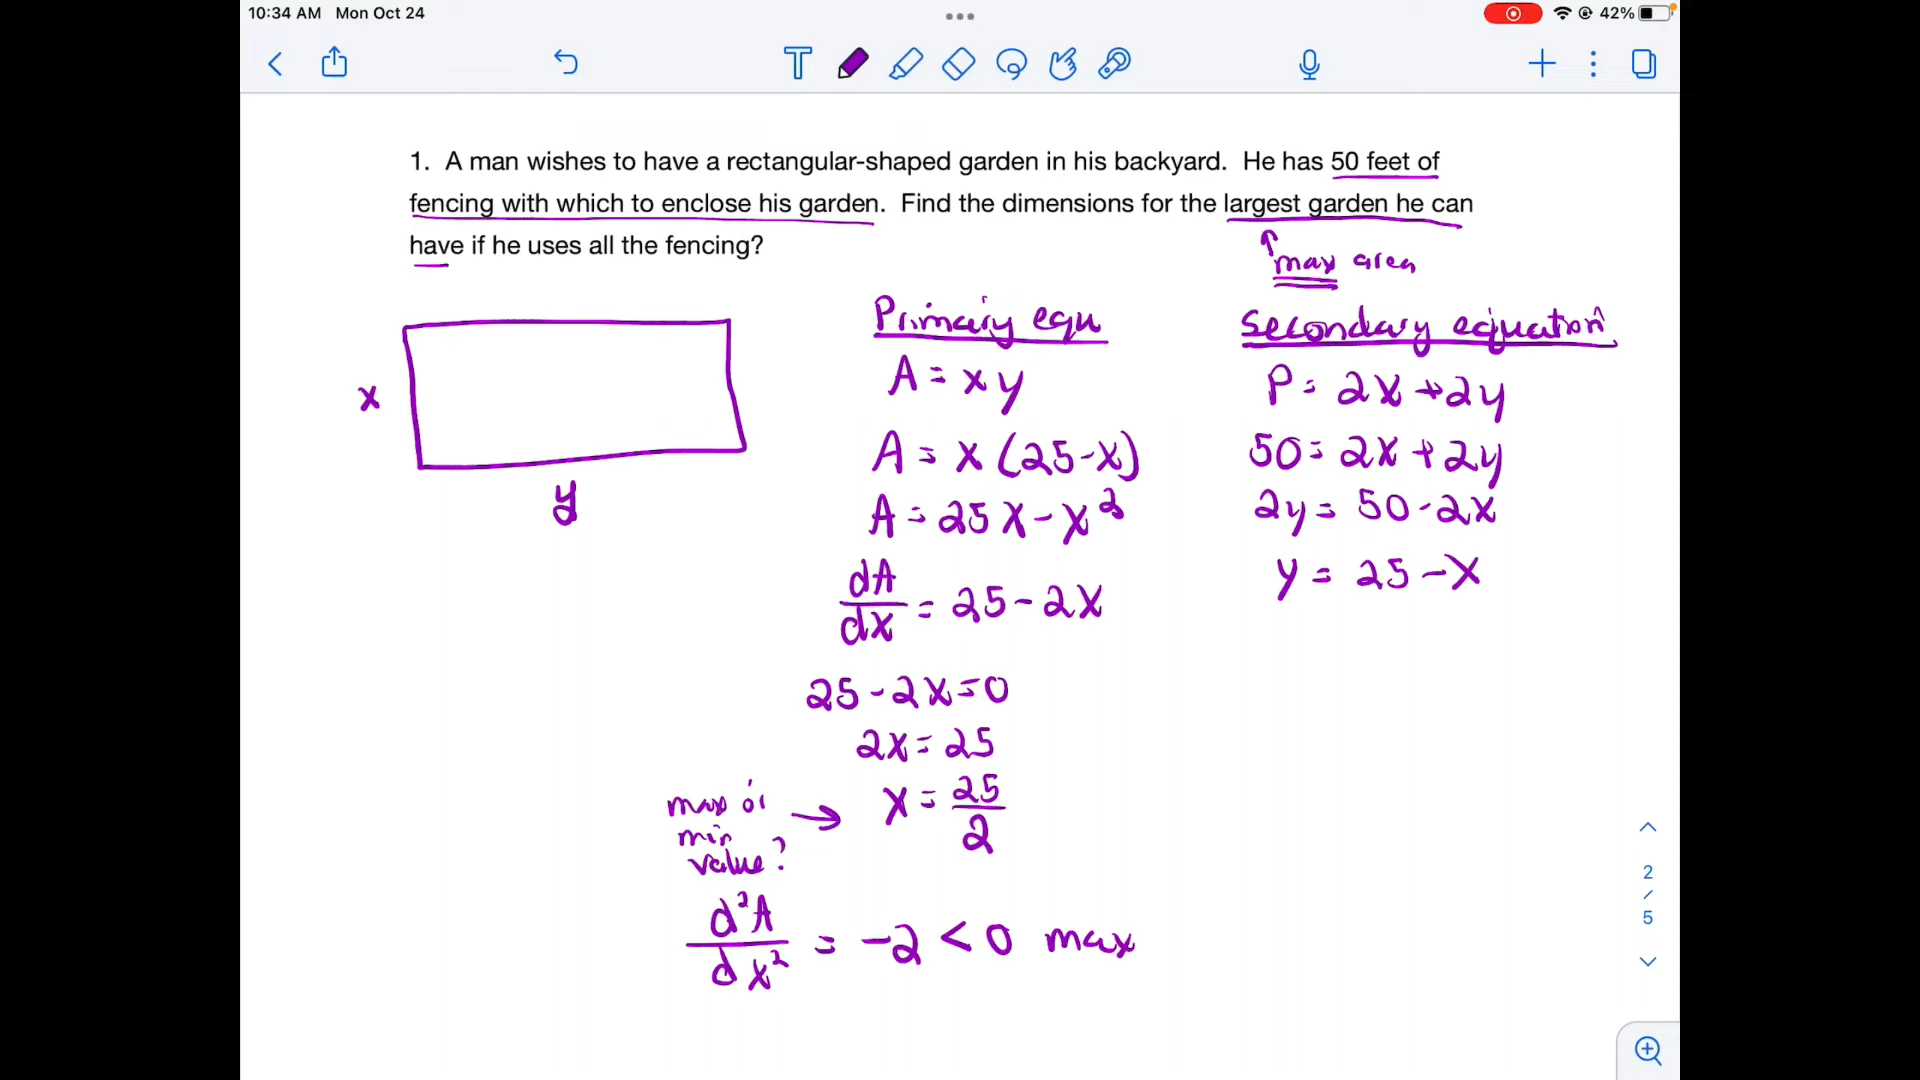 10:34 AM Mon Oct 24
42%
T
1. A man wishes to have a rectangular-shaped garden in his backyard. He has 50 feet of
fencing with which to enclose his garden. Find the dimensions for the largest garden he can
have if he uses all the fencing?
max area
x
y
Primary equ
A = xy
A = x(25-x)
A = 25x - x²
dA/dx = 25 - 2x
25 - 2x = 0
2x = 25
x = 25/2
max or
min
value?
d²A/dx² = -2 < 0 max
Secondary equation
P = 2x + 2y
50 = 2x + 2y
2y = 50 - 2x
y = 25 - x
2
/
5